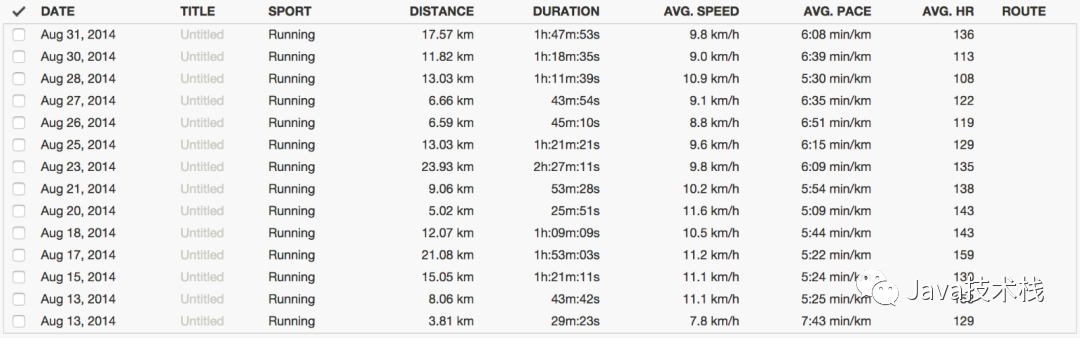 ✓ DATE TITLE SPORT DISTANCE DURATION AVG. SPEED AVG. PACE AVG. HR ROUTE
Aug 31, 2014 Untitled Running 17.57 km 1h:47m:53s 9.8 km/h 6:08 min/km 136
Aug 30, 2014 Untitled Running 11.82 km 1h:18m:35s 9.0 km/h 6:39 min/km 113
Aug 28, 2014 Untitled Running 13.03 km 1h:11m:39s 10.9 km/h 5:30 min/km 108
Aug 27, 2014 Untitled Running 6.66 km 43m:54s 9.1 km/h 6:35 min/km 122
Aug 26, 2014 Untitled Running 6.59 km 45m:10s 8.8 km/h 6:51 min/km 119
Aug 25, 2014 Untitled Running 13.03 km 1h:21m:21s 9.6 km/h 6:15 min/km 129
Aug 23, 2014 Untitled Running 23.93 km 2h:27m:11s 9.8 km/h 6:09 min/km 135
Aug 21, 2014 Untitled Running 9.06 km 53m:28s 10.2 km/h 5:54 min/km 138
Aug 20, 2014 Untitled Running 5.02 km 25m:51s 11.6 km/h 5:09 min/km 143
Aug 18, 2014 Untitled Running 12.07 km 1h:09m:09s 10.5 km/h 5:44 min/km 143
Aug 17, 2014 Untitled Running 21.08 km 1h:53m:03s 11.2 km/h 5:22 min/km 159
Aug 15, 2014 Untitled Running 15.05 km 1h:21m:11s 11.1 km/h 5:24 min/km
Aug 13, 2014 Untitled Running 8.06 km 43m:42s 11.1 km/h 5:25 min/km
Java技术栈
Aug 13, 2014 Untitled Running 3.81 km 29m:23s 7.8 km/h 7:43 min/km 129